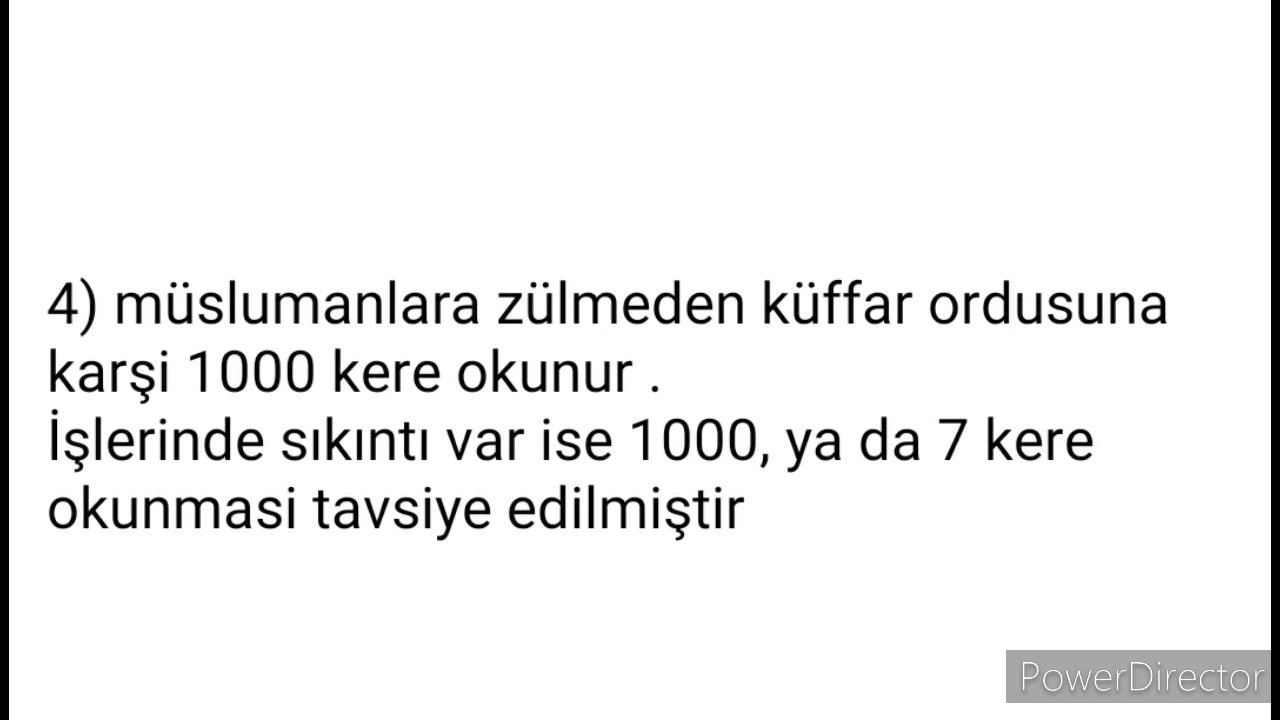 4) müslumanlara zülmeden küffar ordusuna
karşi 1000 kere okunur .
İşlerinde sıkıntı var ise 1000, ya da 7 kere
okunmasi tavsiye edilmiştir
PowerDirector